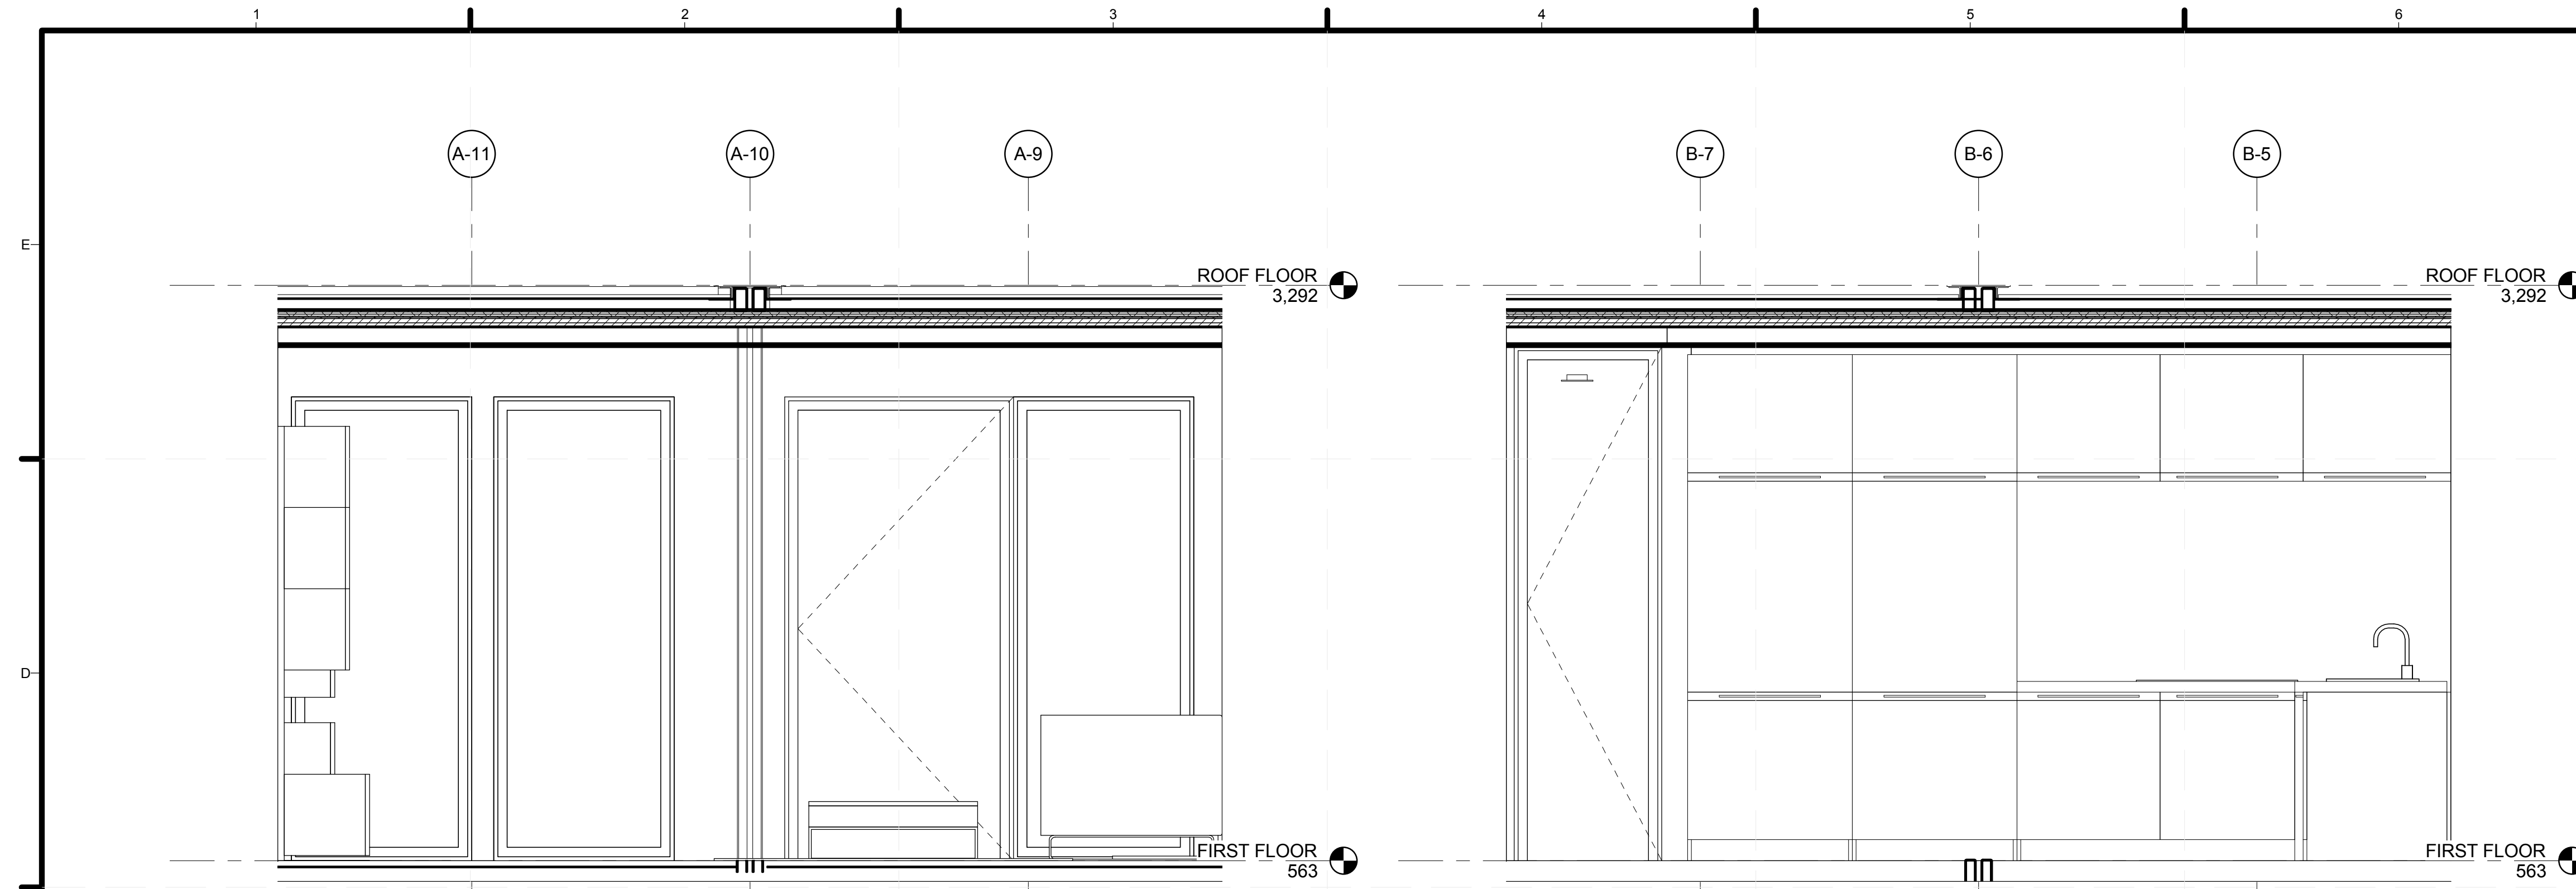 1 2 3 4 5 6
A-11 A-10 A-9 B-7 B-6 B-5
E
ROOF FLOOR
3,292
ROOF FLOOR
3,292
D
FIRST FLOOR
563
FIRST FLOOR
563